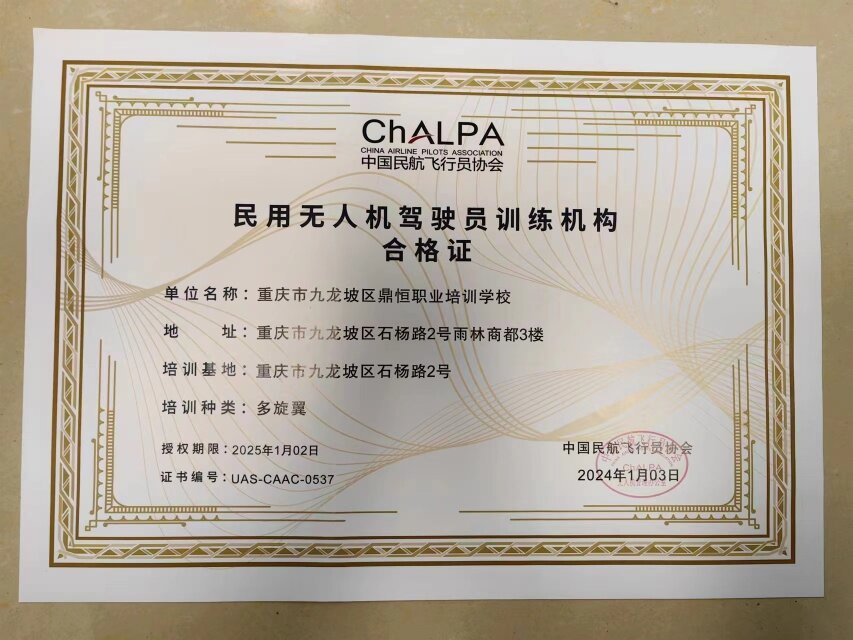 ChALPA
CHINA AIRLINE PILOTS ASSOCIATION
中国民航飞行员协会
民用无人机驾驶员训练机构
合格证
单位名称：重庆市九龙坡区鼎恒职业培训学校
地 址：重庆市九龙坡区石杨路2号雨林商都3楼
培训基地：重庆市九龙坡区石杨路2号
培训种类：多旋翼
授权期限：2025年1月02日
证书编号：UAS-CAAC-0537
中国民航飞行员协会
2024年1月03日
ChALPA